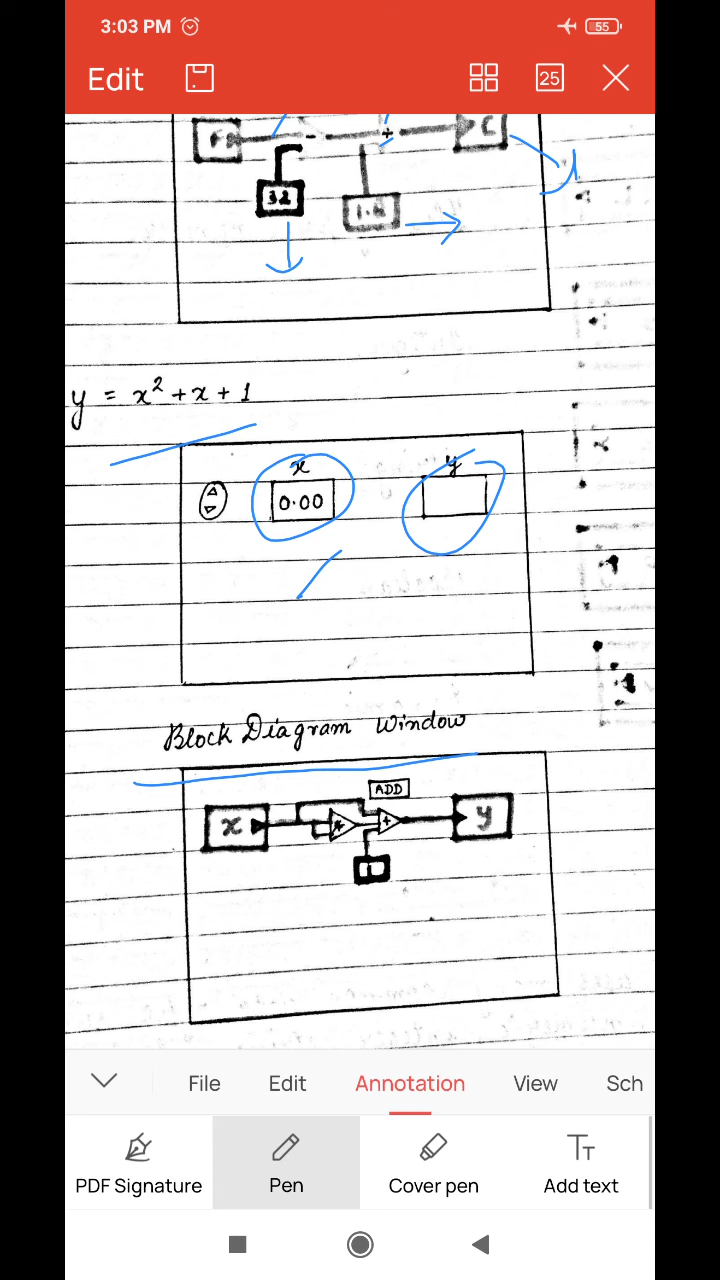 3:03 PM
55
Edit
25
C
32
y = x² + x + 1
x
y
0.00
Block Diagram Window
ADD
x
+
y
File
Edit
Annotation
View
Sch
PDF Signature
Pen
Cover pen
Add text